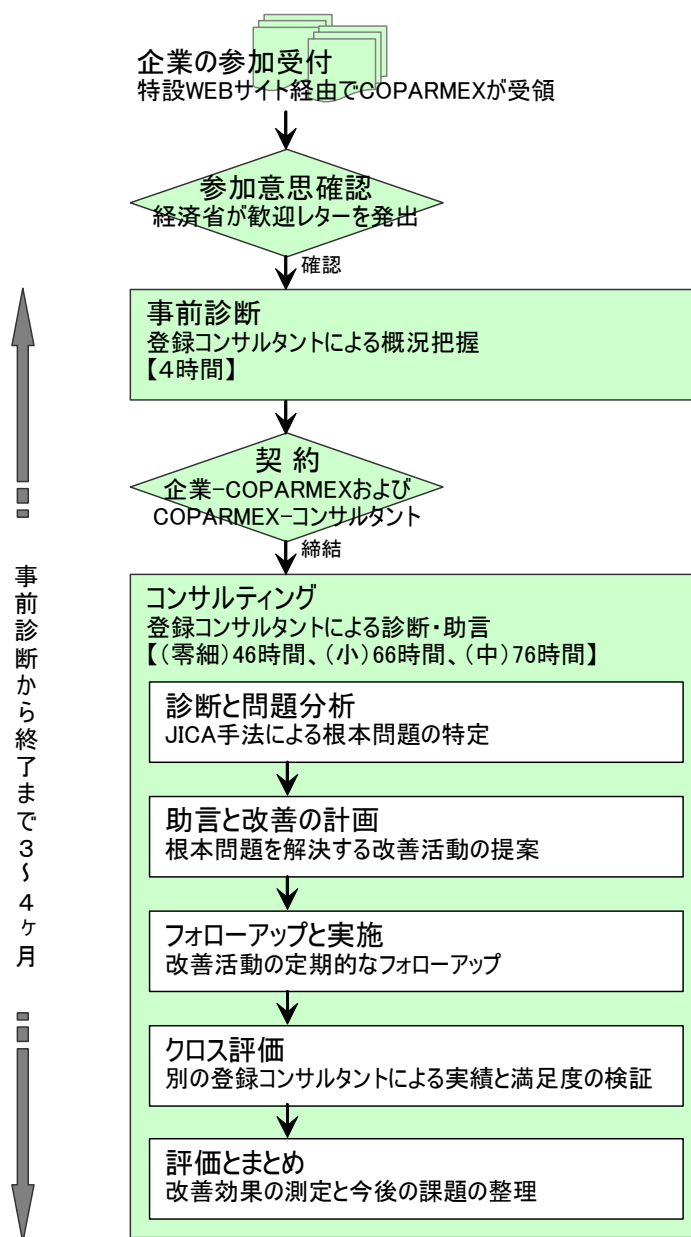 企業の参加受付
特設WEBサイト経由でCOPARMEXが受領
参加意思確認
経済省が歓迎レターを発出
確認
事前診断
登録コンサルタントによる概況把握
【4時間】
契 約
企業-COPARMEXおよび
COPARMEX-コンサルタント
締結
コンサルティング
登録コンサルタントによる診断・助言
【(零細)46時間、(小)66時間、(中)76時間】
診断と問題分析
JICA手法による根本問題の特定
助言と改善の計画
根本問題を解決する改善活動の提案
フォローアップと実施
改善活動の定期的なフォローアップ
クロス評価
別の登録コンサルタントによる実績と満足度の検証
評価とまとめ
改善効果の測定と今後の課題の整理
事前診断から終了まで3~4ヶ月